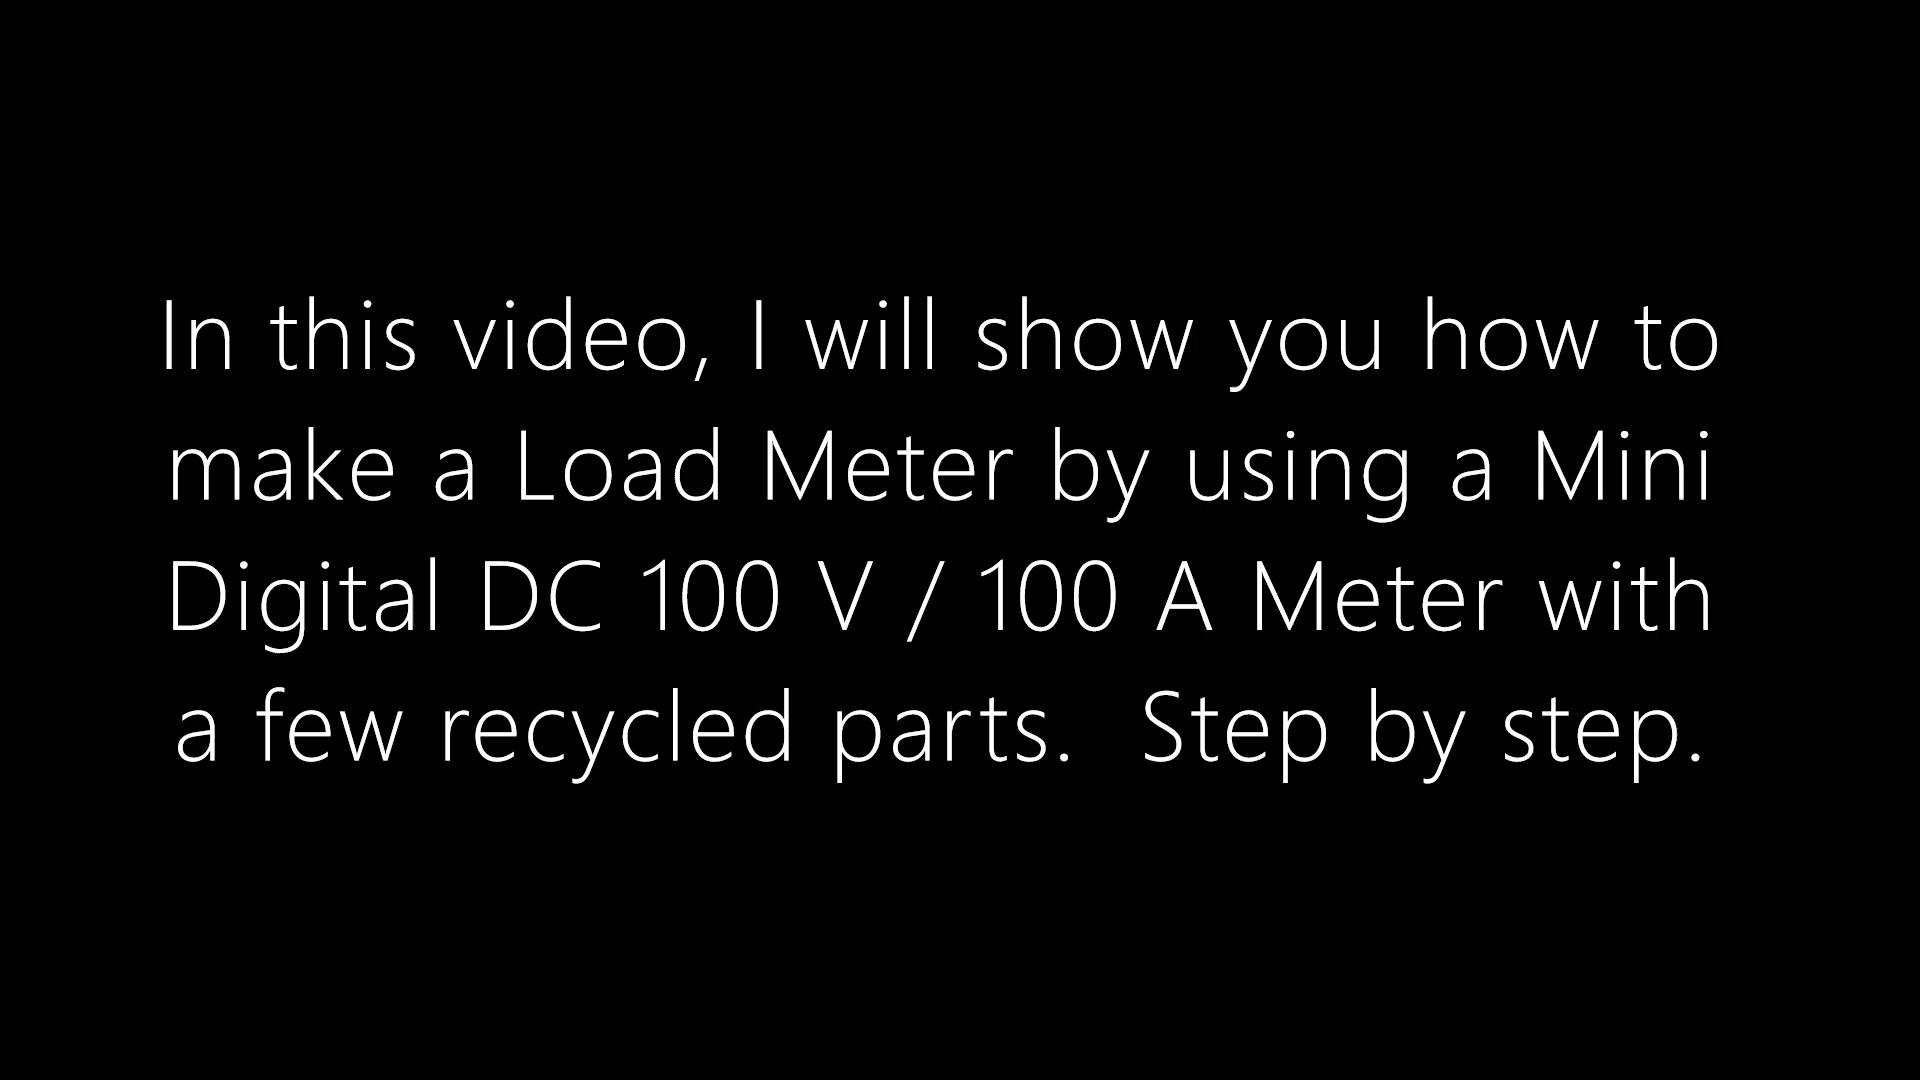 In this video, I will show you how to
make a Load Meter by using a Mini
Digital DC 100 V / 100 A Meter with
a few recycled parts.  Step by step.